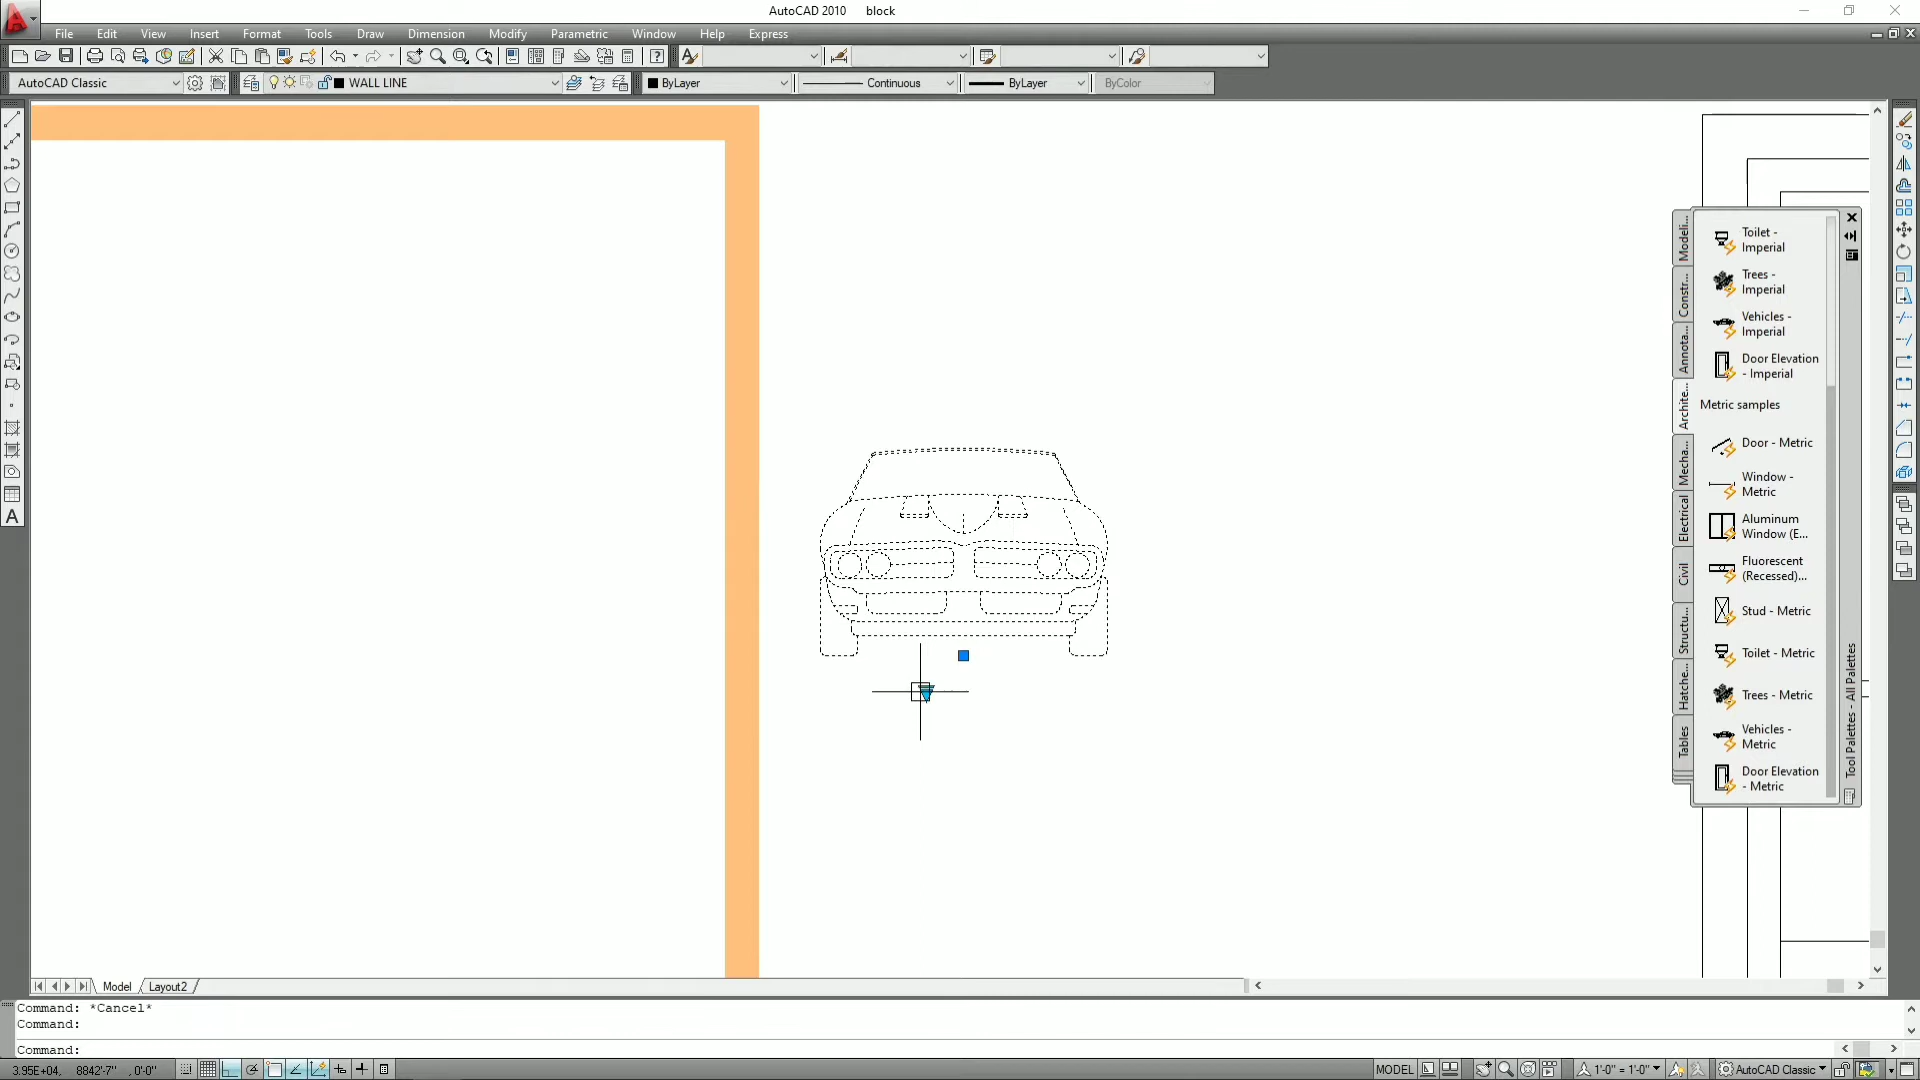 AutoCAD 2010 block
File Edit View Insert Format Tools Draw Dimension Modify Parametric Window Help Express
AutoCAD Classic WALL LINE ByLayer Continuous ByLayer ByColor
Modeli...
Constr...
Annota...
Archite...
Mecha...
Electrical
Civil
Structu...
Hatche...
Tables
Toilet -
Imperial
Trees -
Imperial
Vehicles -
Imperial
Door Elevation
- Imperial
Metric samples
Door - Metric
Window -
Metric
Aluminum
Window (E...
Fluorescent
(Recessed)...
Stud - Metric
Toilet - Metric
Trees - Metric
Vehicles -
Metric
Door Elevation
- Metric
Tool Palettes - All Palettes
Model Layout2
Command: *Cancel*
Command:
Command:
3.95E+04, 8842'-7" , 0'-0" MODEL 1'-0" = 1'-0" AutoCAD Classic